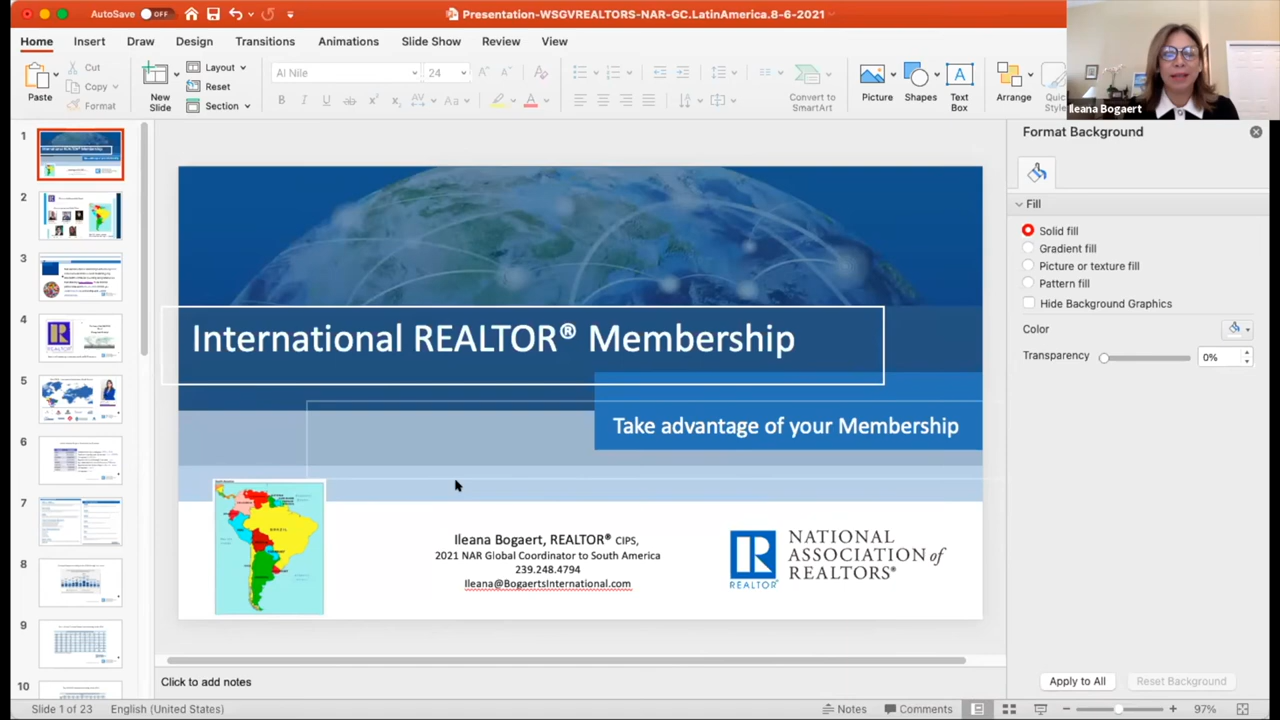 AutoSave OFF
Presentation-WSGVREALTORS-NAR-GC.LatinAmerica.8-6-2021
Home Insert Draw Design Transitions Animations Slide Show Review View
Paste
Cut
Copy
Format
New Slide
Layout
Reset
Section
Al Nile 24
Convert to SmartArt
Picture
Shapes
Text Box
Arrange
Ileana Bogaert
Format Background
Fill
Solid fill
Gradient fill
Picture or texture fill
Pattern fill
Hide Background Graphics
Color
Transparency 0%
1
2
3
4
5
6
7
8
9
10
International REALTOR® Membership
Take advantage of your Membership
BRAZIL
Ileana Bogaert, REALTOR® CIPS,
2021 NAR Global Coordinator to South America
239.248.4794
Ileana@BogaertsInternational.com
REALTOR®
NATIONAL
ASSOCIATION of
REALTORS®
Click to add notes
Apply to All
Reset Background
Slide 1 of 23 English (United States)
Notes Comments 97%